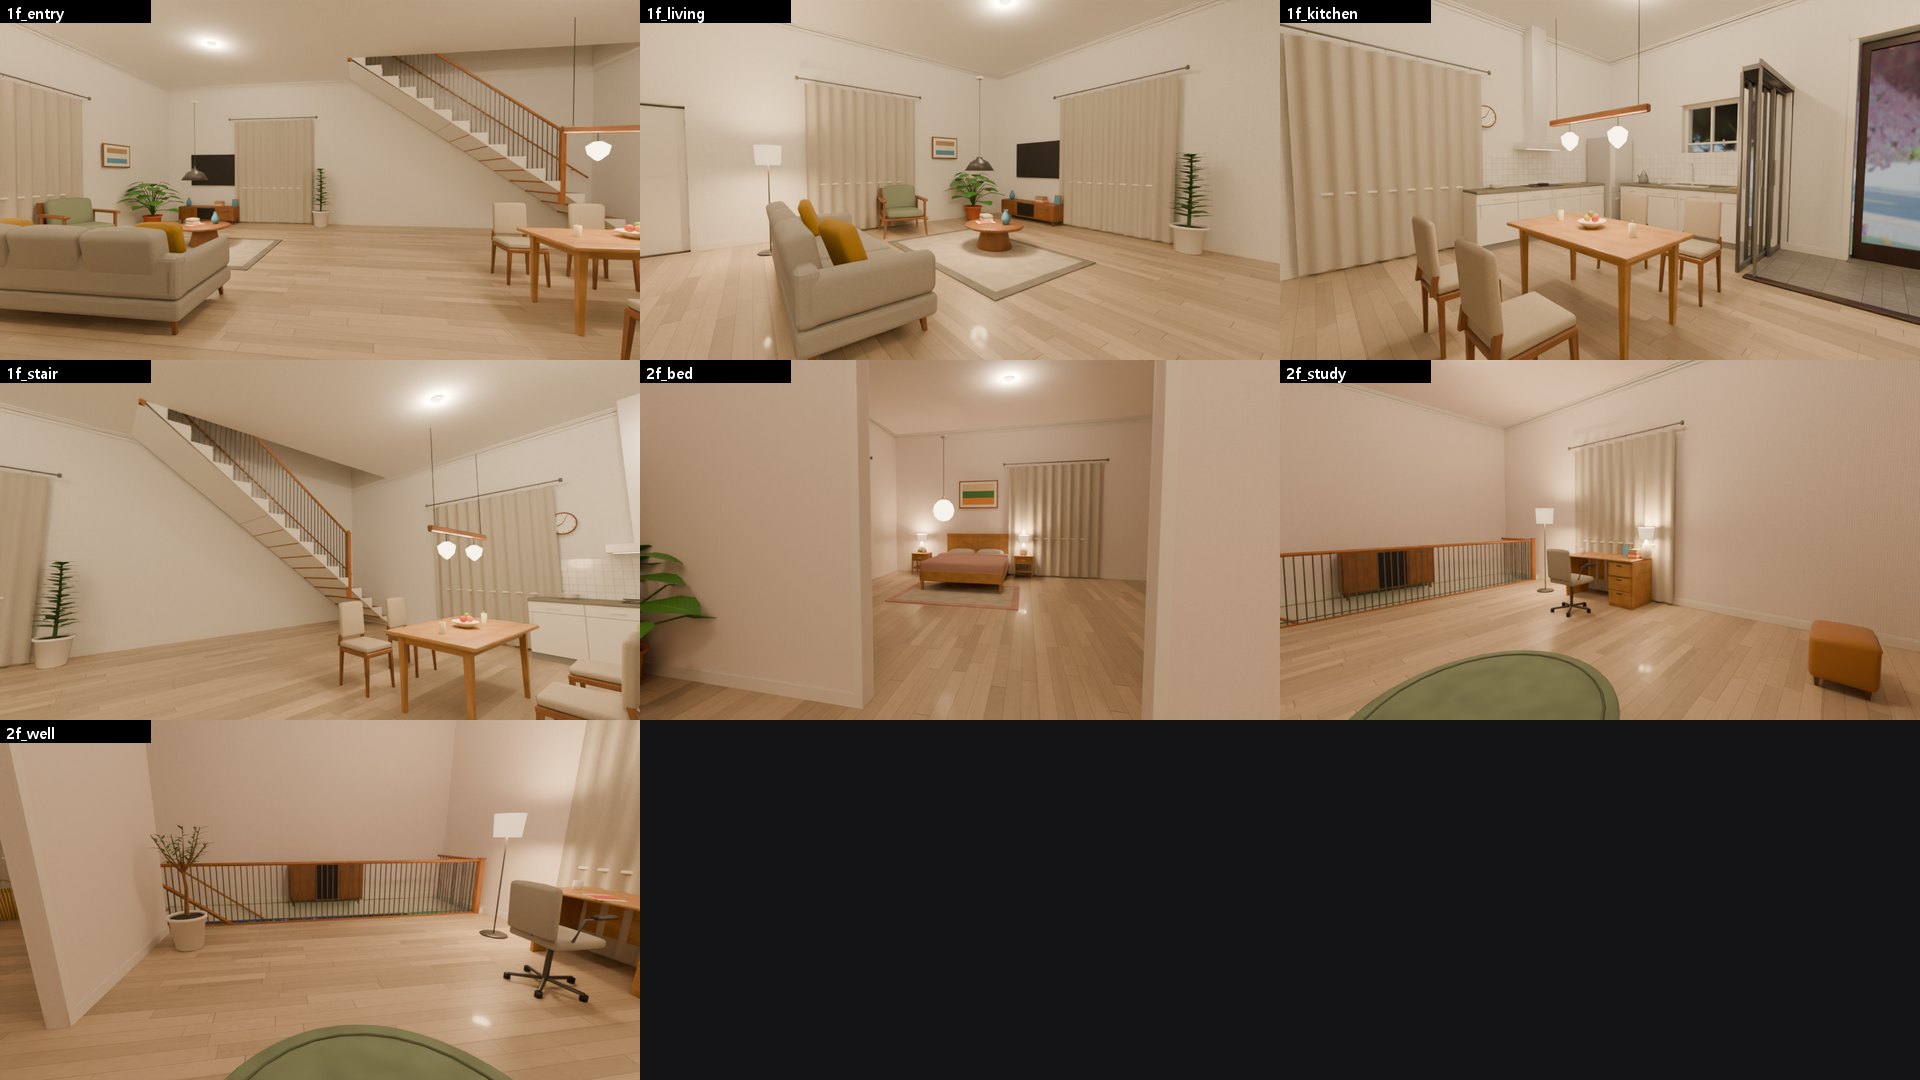 1f_entry
1f_living
1f_kitchen
1f_stair
2f_bed
2f_study
2f_well